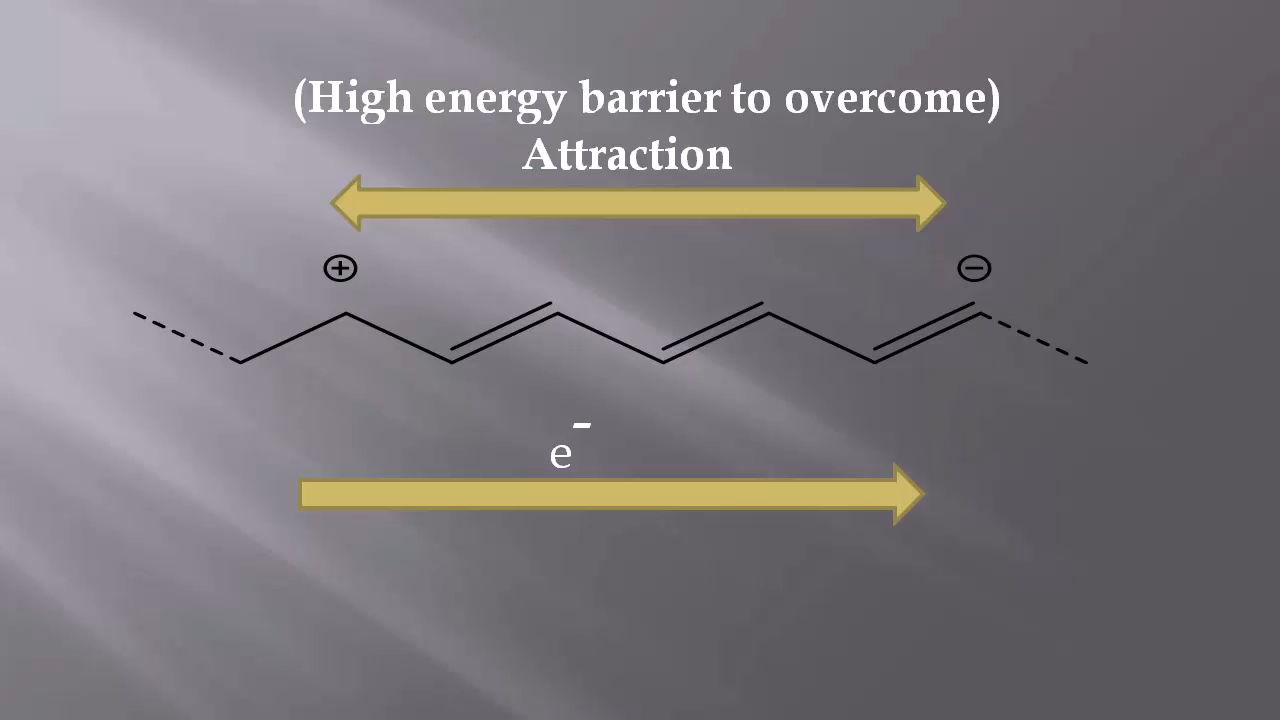 (High energy barrier to overcome)
Attraction
⊕ ⊖
e⁻